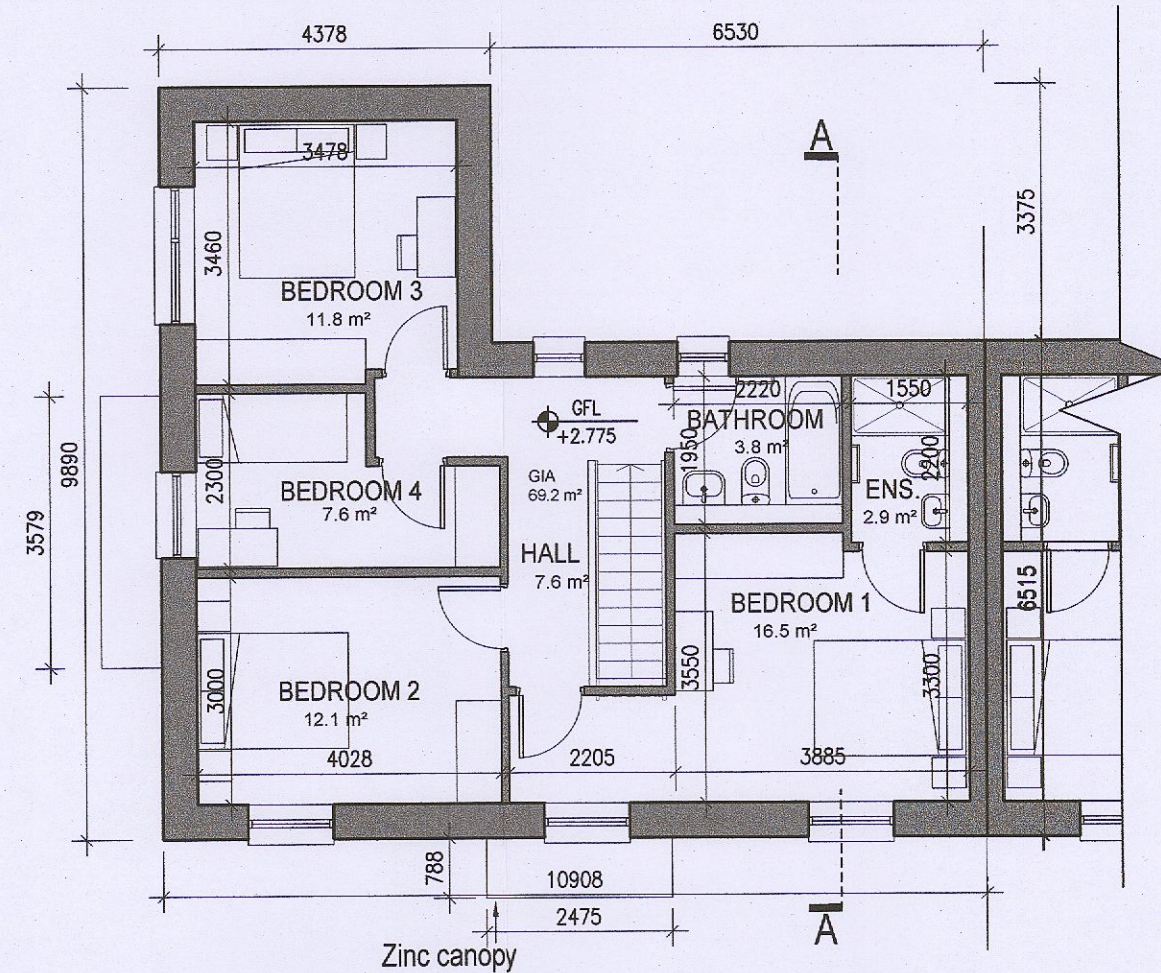 4378
6530
A
3478
3375
3460
BEDROOM 3
11.8 m²
GFL
+2.775
2220
1550
BATHROOM
3.8 m²
1950
2200
9890
3579
2300
BEDROOM 4
7.6 m²
GIA
69.2 m²
ENS.
2.9 m²
HALL
7.6 m²
BEDROOM 1
16.5 m²
6515
3550
3300
BEDROOM 2
12.1 m²
3000
4028
2205
3885
788
10908
2475
A
Zinc canopy